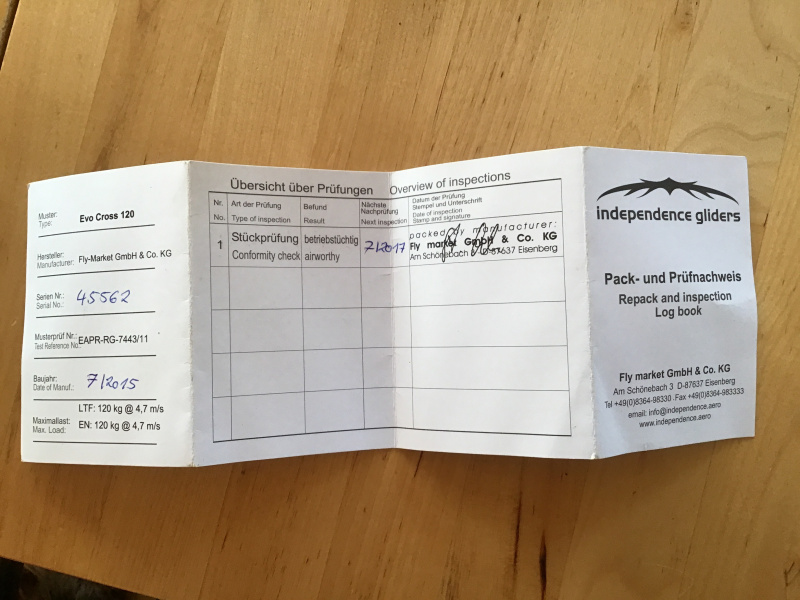 Muster:
Type: Evo Cross 120
Hersteller:
Manufacturer: Fly-Market GmbH & Co. KG
Serien Nr.:
Serial No.: 45562
Musterprüf Nr.:
Test Reference No.: EAPR-RG-7443/11
Baujahr:
Date of Manuf.: 7/2015
LTF: 120 kg @ 4,7 m/s
Maximallast:
Max. Load: EN: 120 kg @ 4,7 m/s
Übersicht über Prüfungen Overview of inspections
Nr. Art der Prüfung Befund Nächste Nachprüfung Datum der Prüfung Stempel und Unterschrift
No. Type of inspection Result Next Inspection Date of inspection Stamp and signature
1 Stückprüfung betriebstüchtig 7/2017 packed by manufacturer:
Conformity check airworthy Fly market GmbH & Co. KG
Am Schönebach 3 D-87637 Eisenberg
independence gliders
Pack- und Prüfnachweis
Repack and inspection
Log book
Fly market GmbH & Co. KG
Am Schönebach 3 D-87637 Eisenberg
Tel +49(0)8364-98330 . Fax +49(0)8364-983333
email: info@independence.aero
www.independence.aero